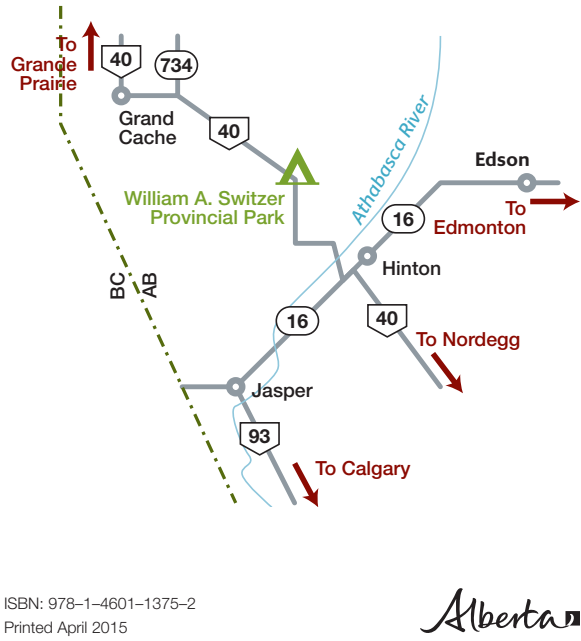 To
Grande
Prairie
40
734
Grand
Cache
40
William A. Switzer
Provincial Park
Athabasca River
Edson
To
Edmonton
16
Hinton
BC
AB
16
40
To Nordegg
Jasper
93
To Calgary
ISBN: 978–1–4601–1375–2
Printed April 2015
Alberta